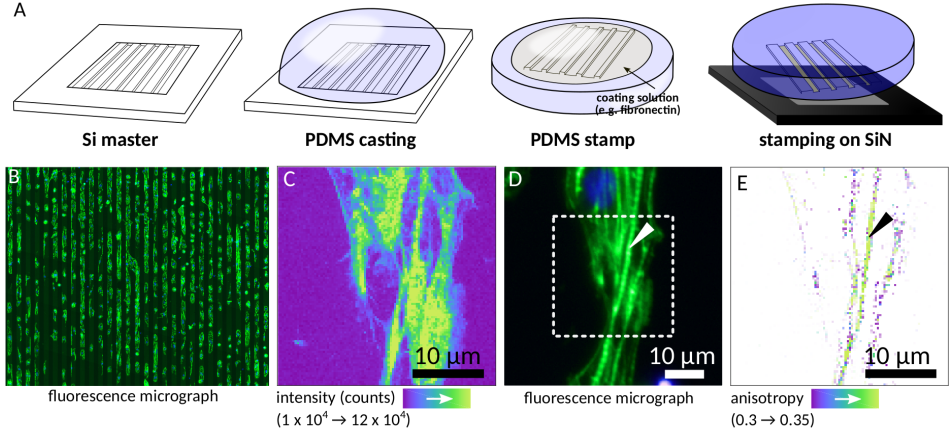 A
coating solution
(e.g. fibronectin)
Si master
PDMS casting
PDMS stamp
stamping on SiN
B
C
D
E
10 μm
10 μm
10 μm
fluorescence micrograph
intensity (counts)
(1 x 10⁴ → 12 x 10⁴)
fluorescence micrograph
anisotropy
(0.3 → 0.35)